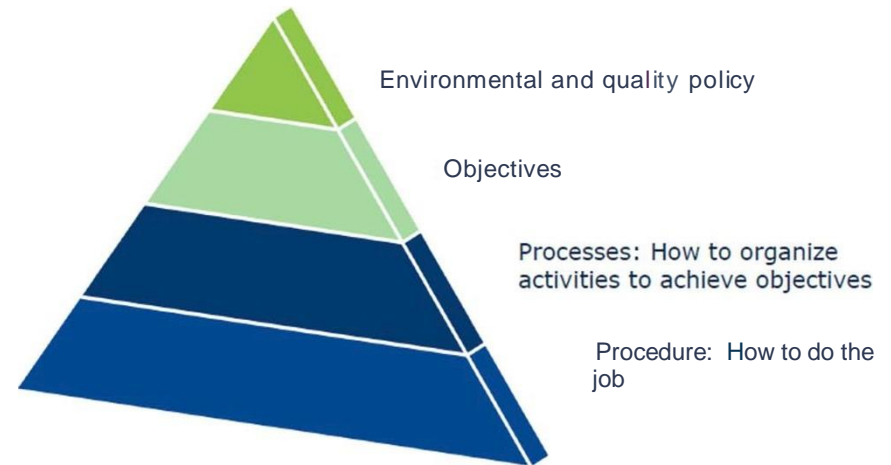 Environmental and quality policy
Objectives
Processes: How to organize
activities to achieve objectives
Procedure: How to do the
job